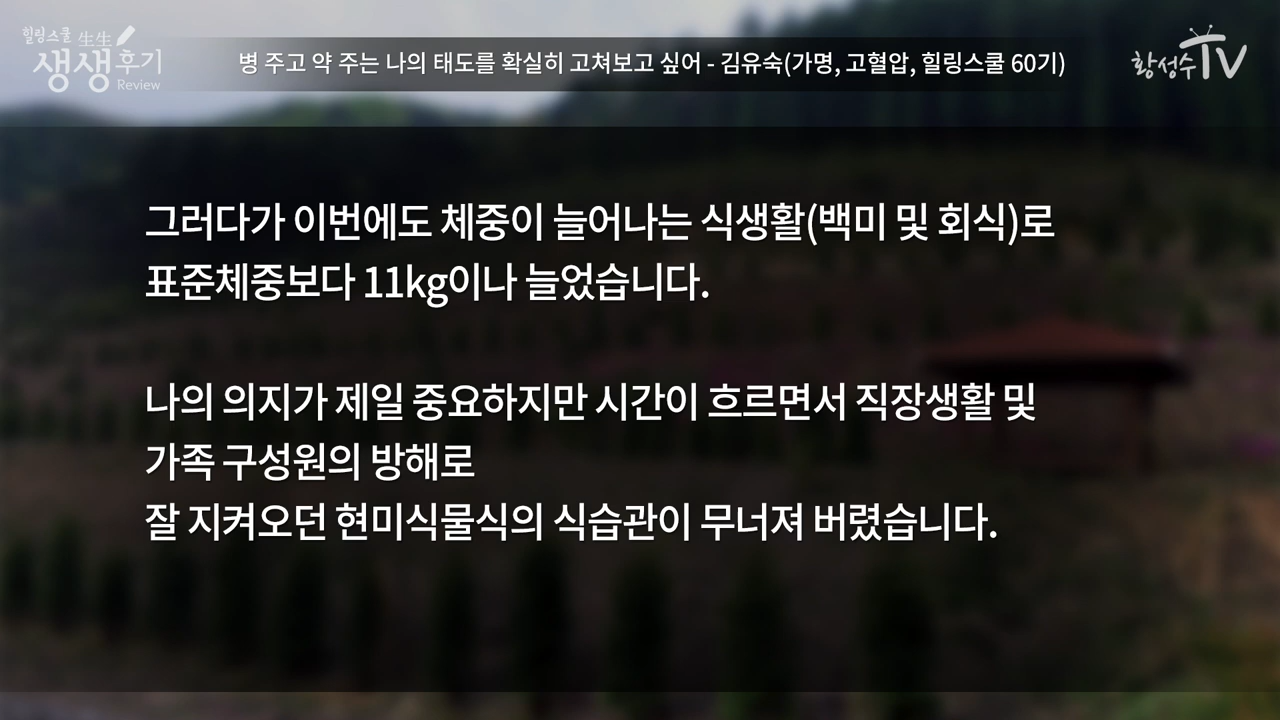 힐링스쿨 生生
생생후기
Review
병 주고 약 주는 나의 태도를 확실히 고쳐보고 싶어 - 김유숙(가명, 고혈압, 힐링스쿨 60기)
황성수TV
그러다가 이번에도 체중이 늘어나는 식생활(백미 및 회식)로
표준체중보다 11kg이나 늘었습니다.
나의 의지가 제일 중요하지만 시간이 흐르면서 직장생활 및
가족 구성원의 방해로
잘 지켜오던 현미식물식의 식습관이 무너져 버렸습니다.